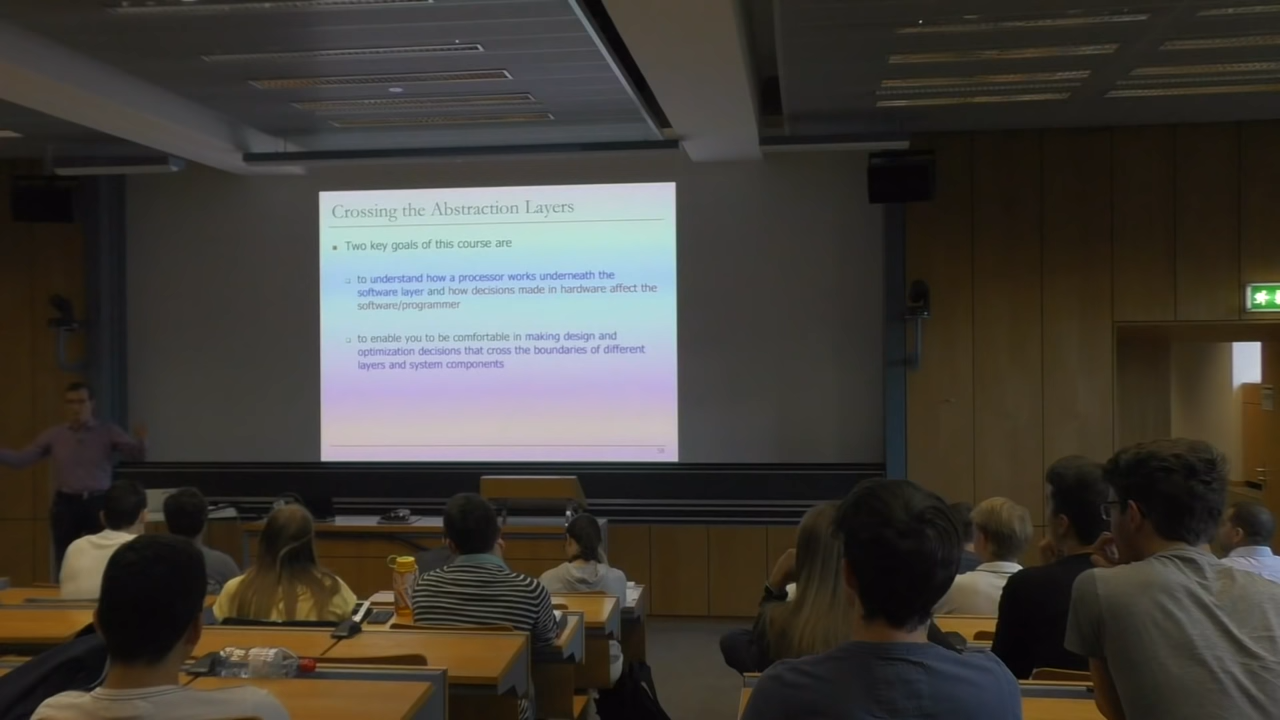 Crossing the Abstraction Layers
Two key goals of this course are
to understand how a processor works underneath the
software layer and how decisions made in hardware affect the
software/programmer
to enable you to be comfortable in making design and
optimization decisions that cross the boundaries of different
layers and system components